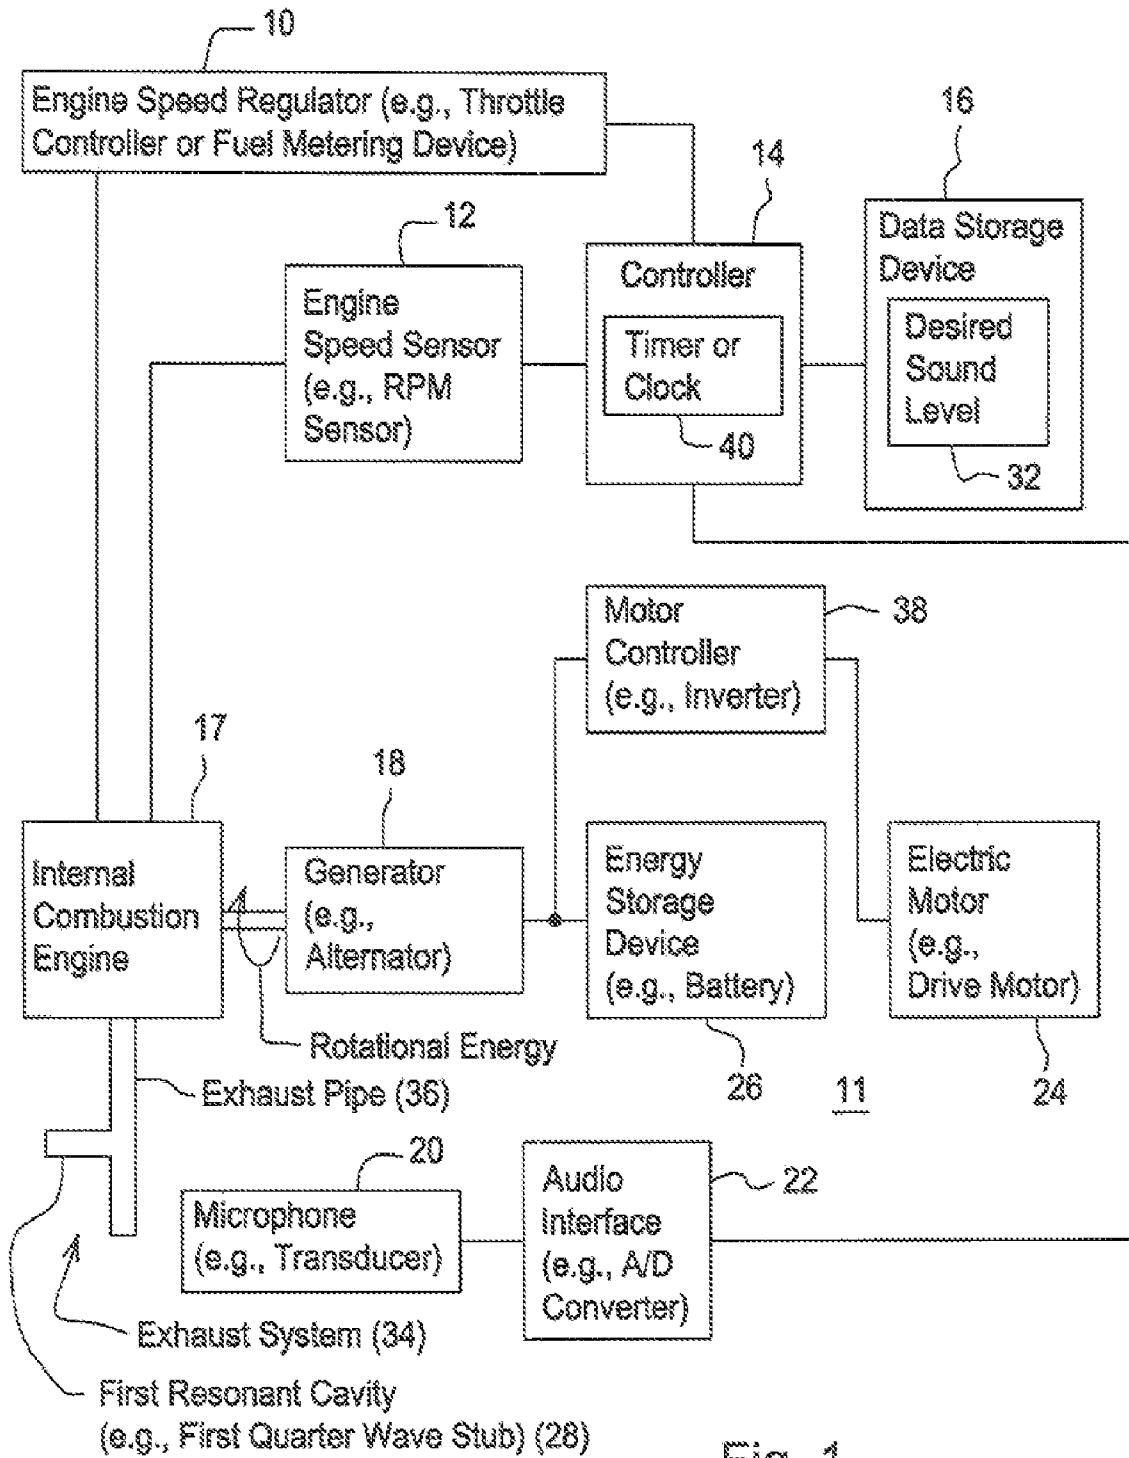 10
Engine Speed Regulator (e.g., Throttle
Controller or Fuel Metering Device)
16
14
12
Data Storage
Device
Controller
Engine
Speed Sensor
(e.g., RPM
Sensor)
Timer or
Clock
Desired
Sound
Level
40
32
Motor
Controller
(e.g., Inverter)
38
17
18
Internal
Combustion
Engine
Generator
(e.g.,
Alternator)
Energy
Storage
Device
(e.g., Battery)
Electric
Motor
(e.g.,
Drive Motor)
Rotational Energy
Exhaust Pipe (36)
26
11
24
20
Microphone
(e.g., Transducer)
Audio
Interface
(e.g., A/D
Converter)
22
Exhaust System (34)
First Resonant Cavity
(e.g., First Quarter Wave Stub) (28)
Fig. 1